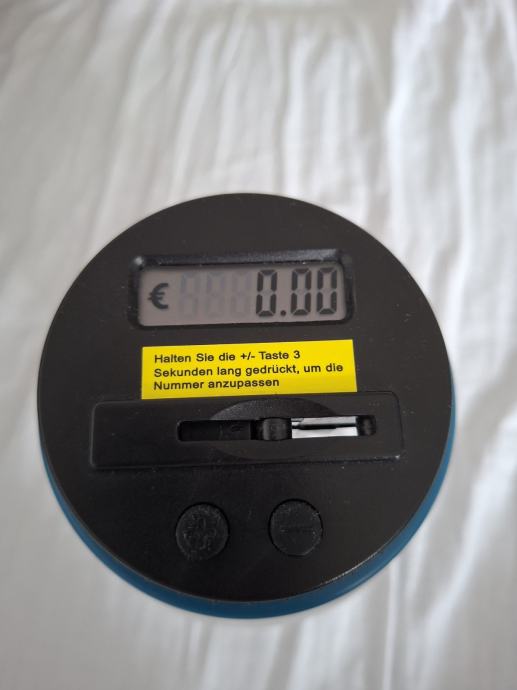 € 0.00
Halten Sie die +/- Taste 3
Sekunden lang gedrückt, um die
Nummer anzupassen